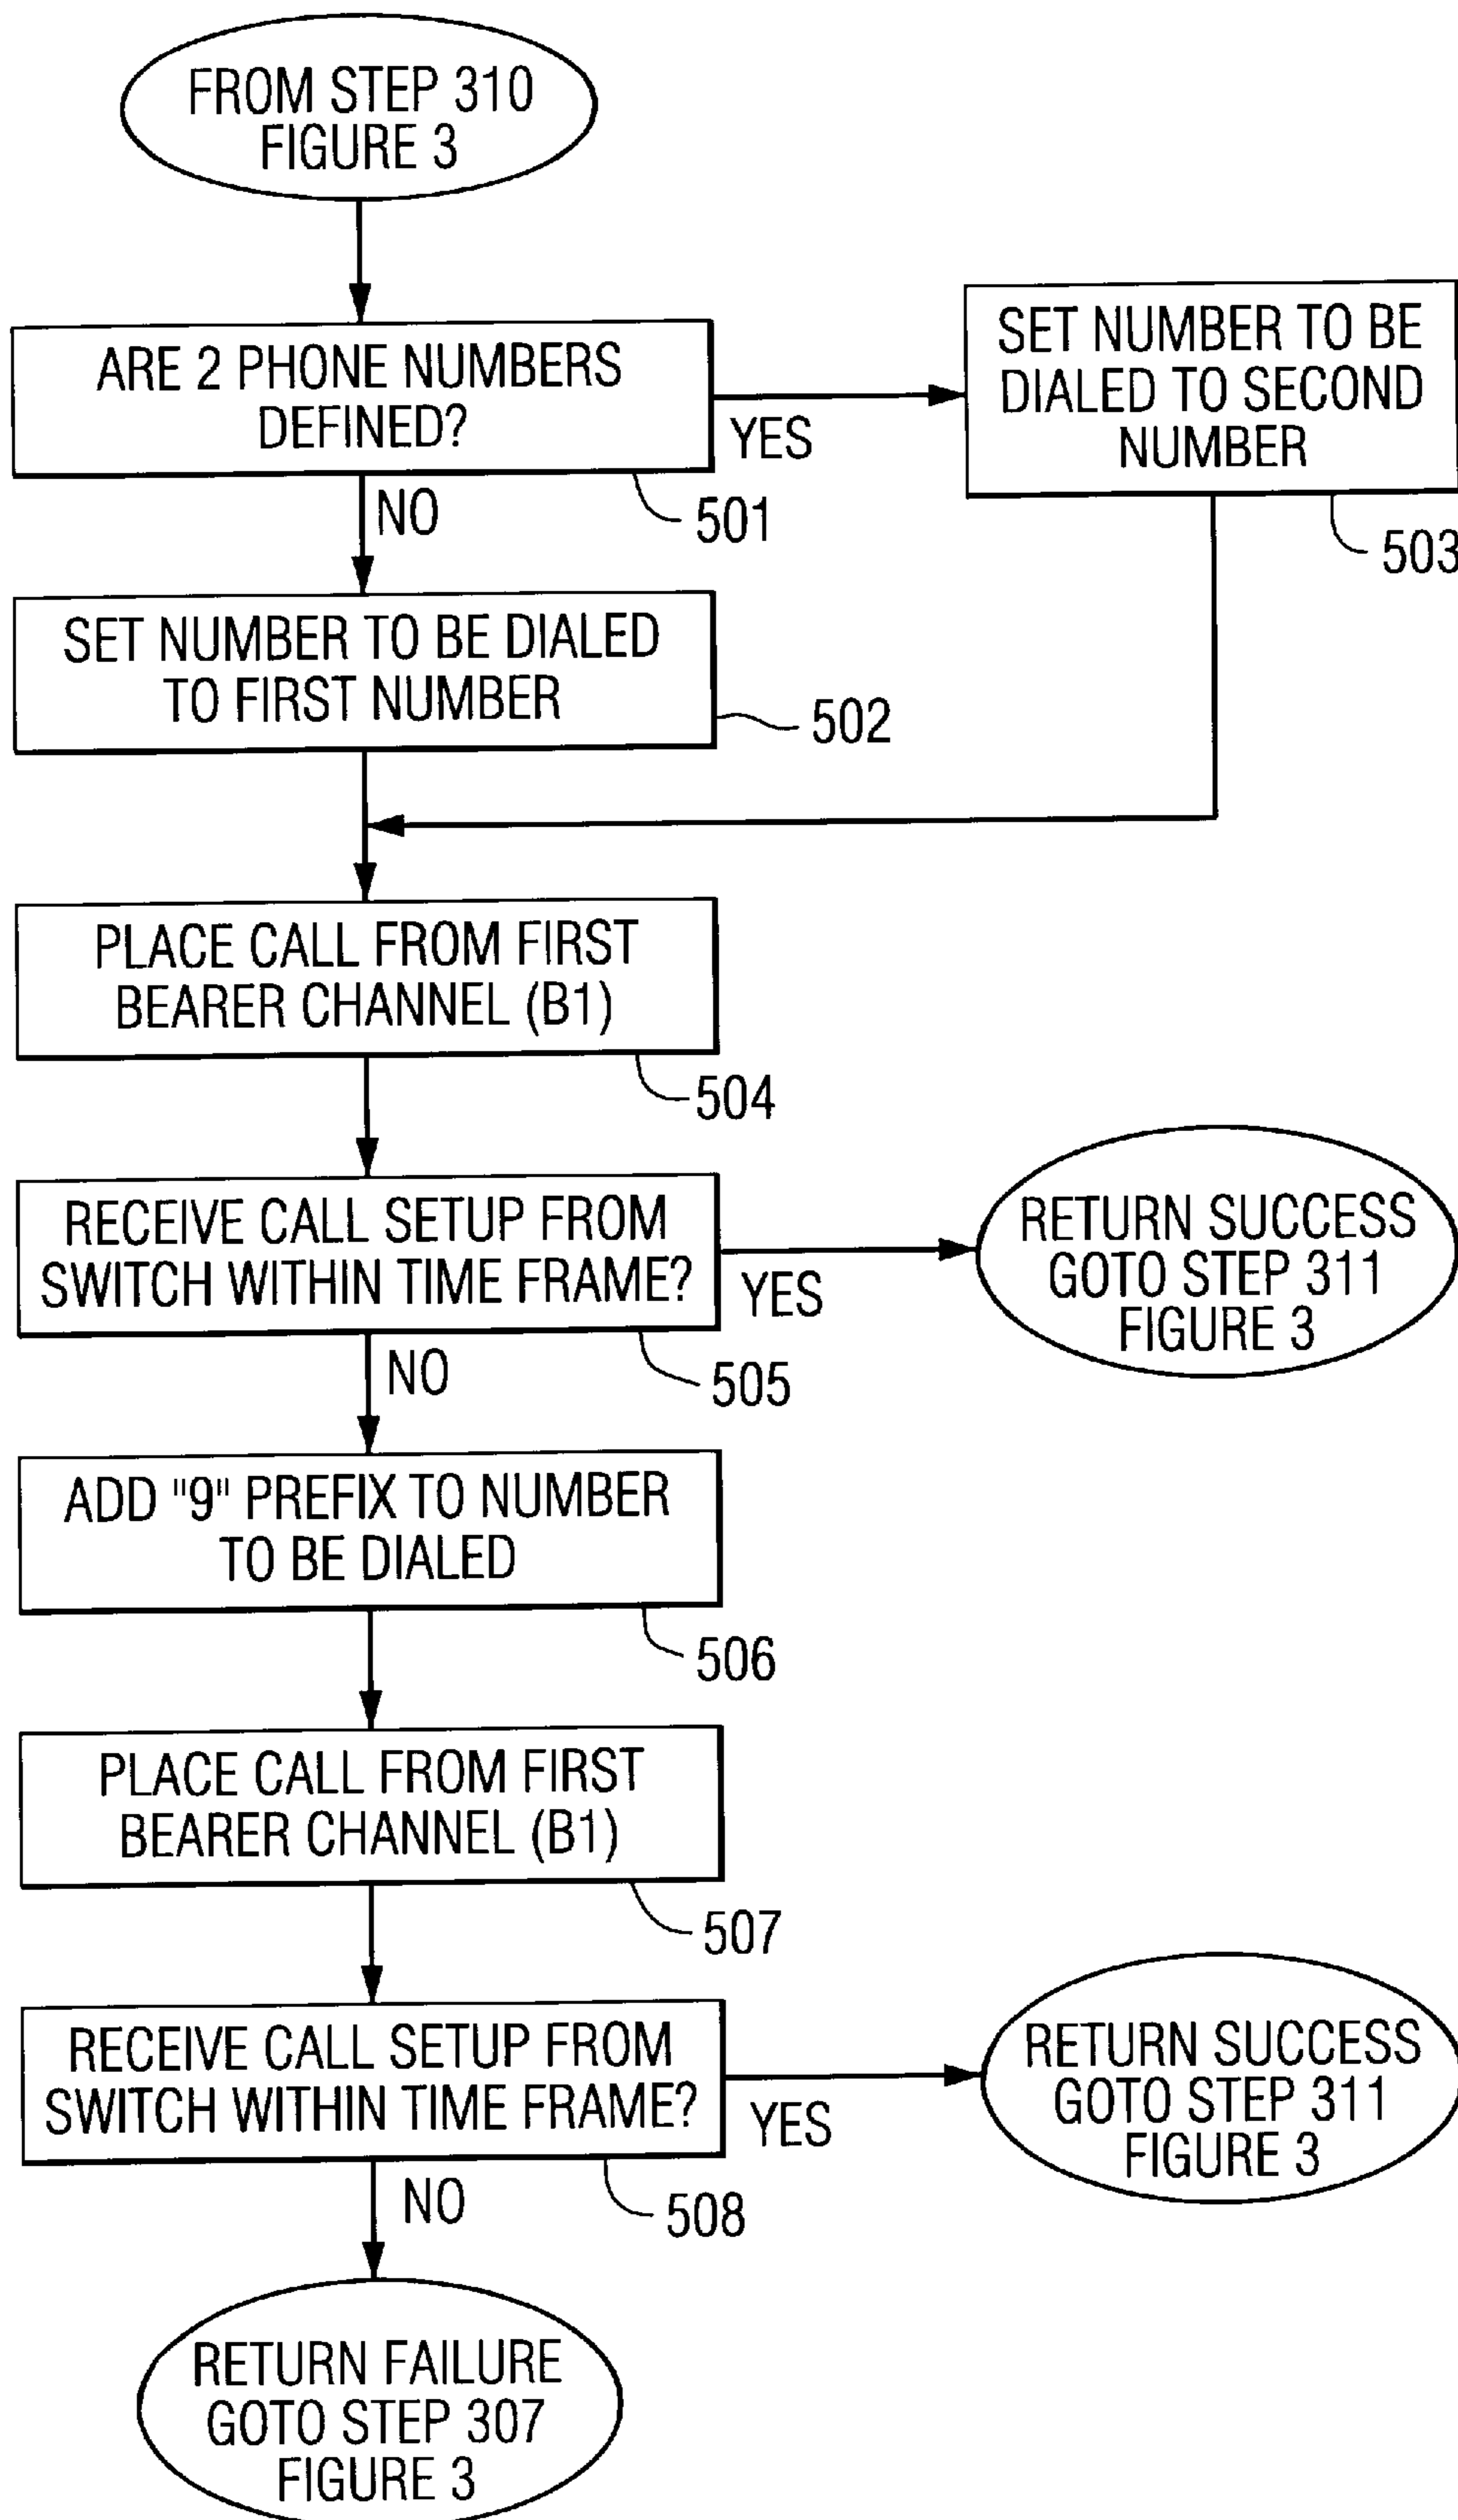 FROM STEP 310
FIGURE 3
ARE 2 PHONE NUMBERS
DEFINED?
YES
NO
501
SET NUMBER TO BE
DIALED TO SECOND
NUMBER
503
SET NUMBER TO BE DIALED
TO FIRST NUMBER
502
PLACE CALL FROM FIRST
BEARER CHANNEL (B1)
504
RECEIVE CALL SETUP FROM
SWITCH WITHIN TIME FRAME?
YES
NO
505
RETURN SUCCESS
GOTO STEP 311
FIGURE 3
ADD "9" PREFIX TO NUMBER
TO BE DIALED
506
PLACE CALL FROM FIRST
BEARER CHANNEL (B1)
507
RECEIVE CALL SETUP FROM
SWITCH WITHIN TIME FRAME?
YES
NO
508
RETURN SUCCESS
GOTO STEP 311
FIGURE 3
RETURN FAILURE
GOTO STEP 307
FIGURE 3